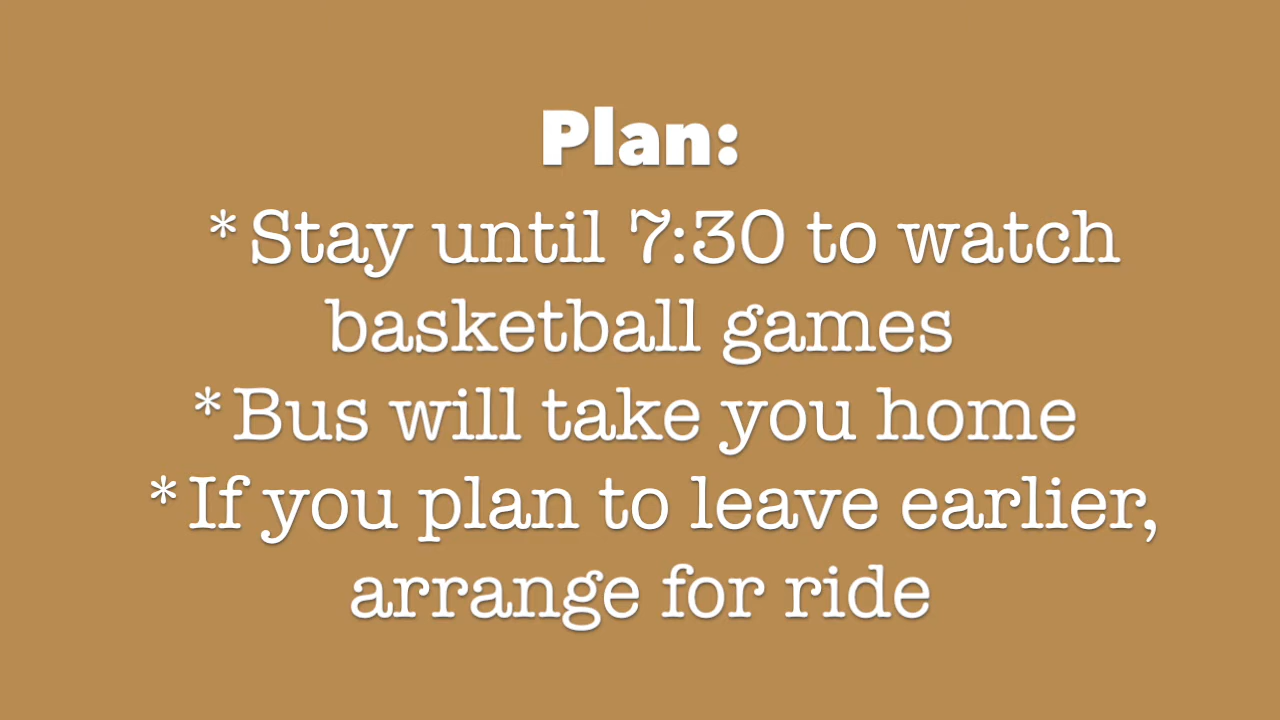 Plan:
*Stay until 7:30 to watch
basketball games
*Bus will take you home
*If you plan to leave earlier,
arrange for ride